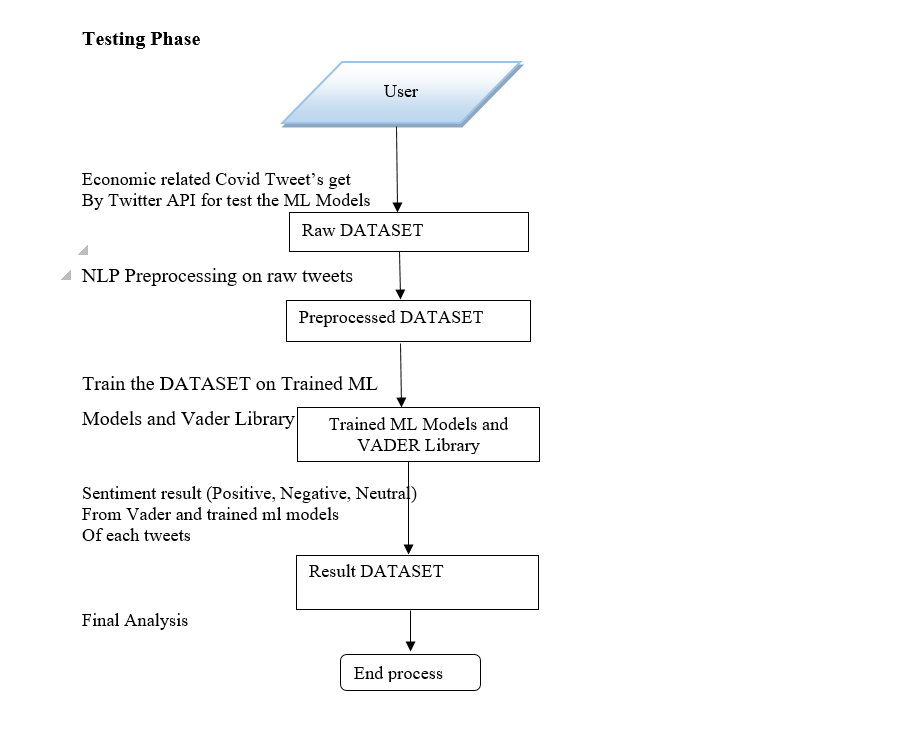 Testing Phase
User
Economic related Covid Tweet’s get
By Twitter API for test the ML Models
Raw DATASET
NLP Preprocessing on raw tweets
Preprocessed DATASET
Train the DATASET on Trained ML
Models and Vader Library
Trained ML Models and
VADER Library
Sentiment result (Positive, Negative, Neutral)
From Vader and trained ml models
Of each tweets
Result DATASET
Final Analysis
End process